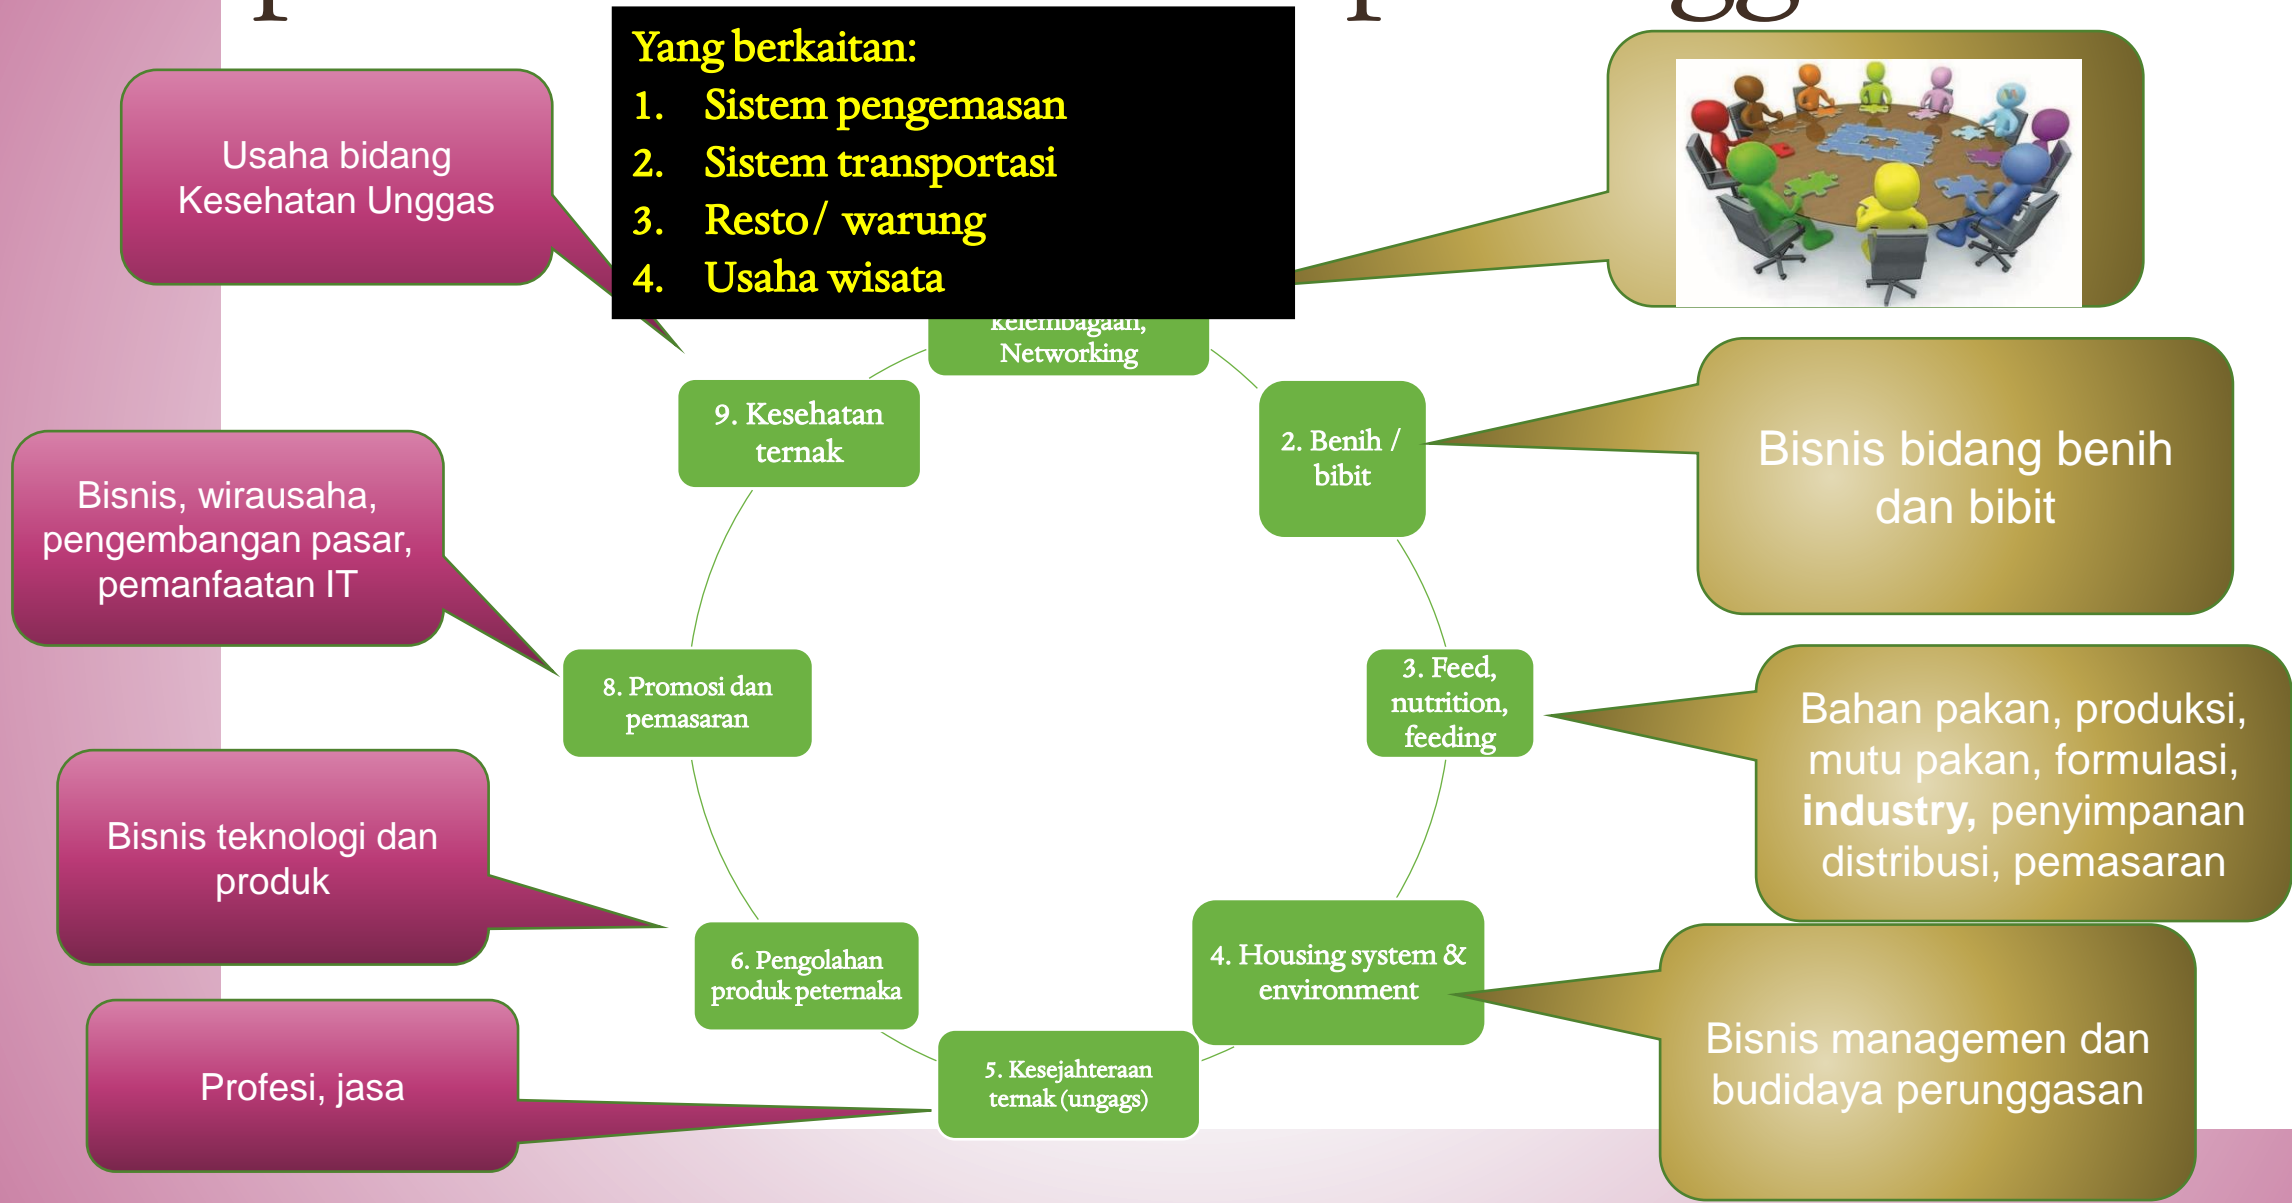 Yang berkaitan:
1. Sistem pengemasan
2. Sistem transportasi
3. Resto/ warung
4. Usaha wisata
Usaha bidang
Kesehatan Unggas
kelembagaan,
Networking
9. Kesehatan
ternak
2. Benih /
bibit
Bisnis bidang benih
dan bibit
Bisnis, wirausaha,
pengembangan pasar,
pemanfaatan IT
8. Promosi dan
pemasaran
3. Feed,
nutrition,
feeding
Bahan pakan, produksi,
mutu pakan, formulasi,
industry, penyimpanan
distribusi, pemasaran
Bisnis teknologi dan
produk
6. Pengolahan
produk peternaka
4. Housing system &
environment
Bisnis managemen dan
budidaya perunggasan
Profesi, jasa
5. Kesejahteraan
ternak (ungags)